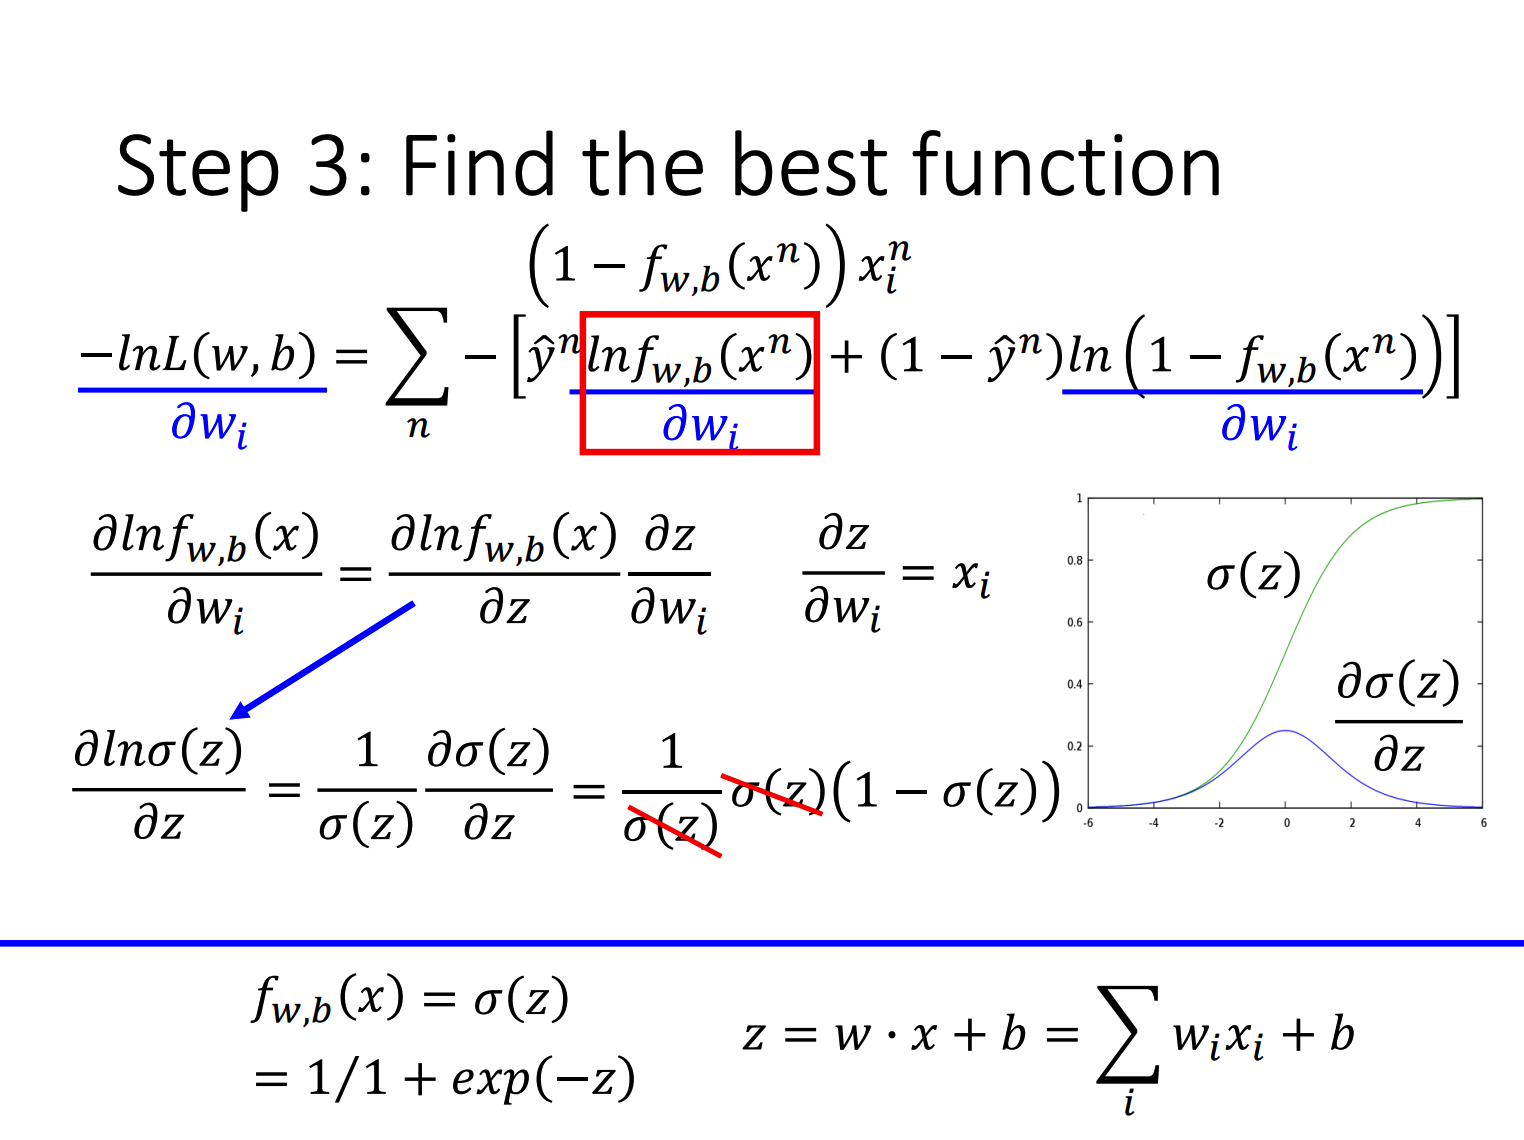 Step 3: Find the best function
(1 − f_{w,b}(x^n)) x_i^n
−lnL(w, b) = ∑_n − [ŷ^n lnf_{w,b}(x^n) + (1 − ŷ^n)ln(1 − f_{w,b}(x^n))]
∂w_i ∂w_i ∂w_i
∂lnf_{w,b}(x)/∂w_i = ∂lnf_{w,b}(x)/∂z ∂z/∂w_i ∂z/∂w_i = x_i
∂lnσ(z)/∂z = 1/σ(z) ∂σ(z)/∂z = 1/σ(z) σ(z)(1 − σ(z))
1
0.8
0.6
0.4
0.2
0
-6 -4 -2 0 2 4 6
σ(z)
∂σ(z)/∂z
f_{w,b}(x) = σ(z)
= 1/1 + exp(−z)
z = w · x + b = ∑_i w_i x_i + b